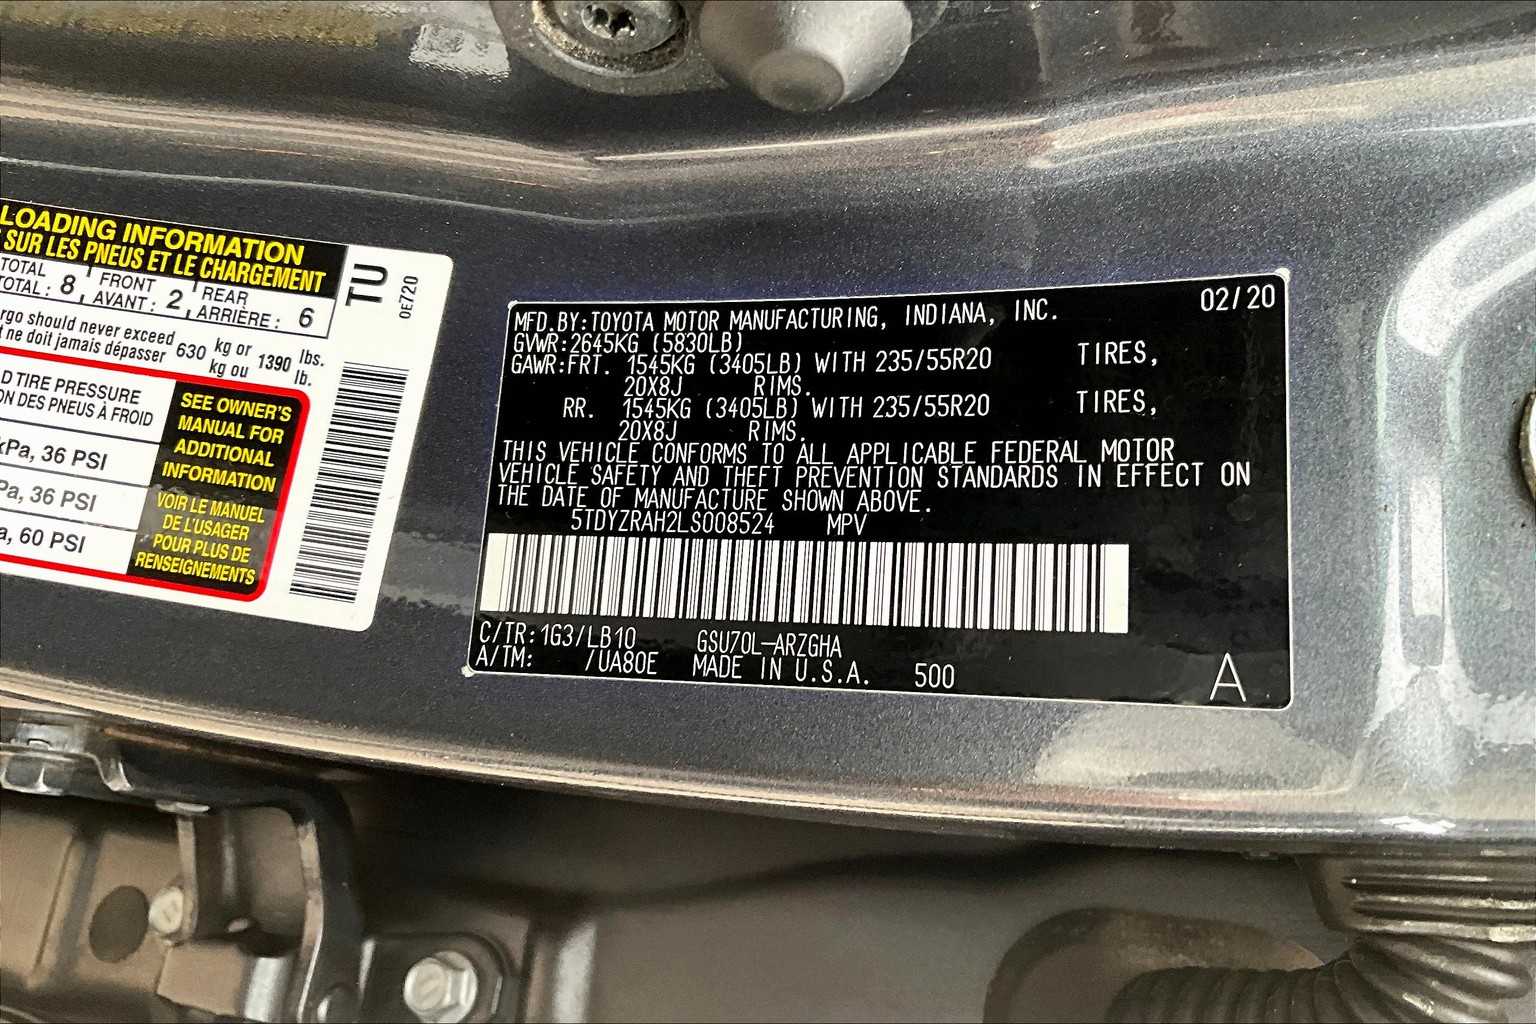 LOADING INFORMATION
SUR LES PNEUS ET LE CHARGEMENT
TOTAL FRONT REAR
TOTAL : 8, AVANT : 2, ARRIÈRE : 6
should never exceed kg or lbs.
ne doit jamais dépasser 630 kg ou 1390 lb.
TIRE PRESSURE
DES PNEUS À FROID
kPa, 36 PSI
36 PSI
60 PSI
SEE OWNER'S
MANUAL FOR
ADDITIONAL
INFORMATION
VOIR LE MANUEL
DE L'USAGER
POUR PLUS DE
RENSEIGNEMENTS
TU
0E720
MFD.BY:TOYOTA MOTOR MANUFACTURING, INDIANA, INC. 02/20
GVWR:2645KG (5830LB)
GAWR:FRT. 1545KG (3405LB) WITH 235/55R20 TIRES,
20X8J RIMS.
RR. 1545KG (3405LB) WITH 235/55R20 TIRES,
20X8J RIMS.
THIS VEHICLE CONFORMS TO ALL APPLICABLE FEDERAL MOTOR
VEHICLE SAFETY AND THEFT PREVENTION STANDARDS IN EFFECT ON
THE DATE OF MANUFACTURE SHOWN ABOVE.
5TDYZRAH2LS008524 MPV
C/TR:1G3/LB10 GSU70L-ARZGHA
A/TM: /UA80E MADE IN U.S.A. 500
A